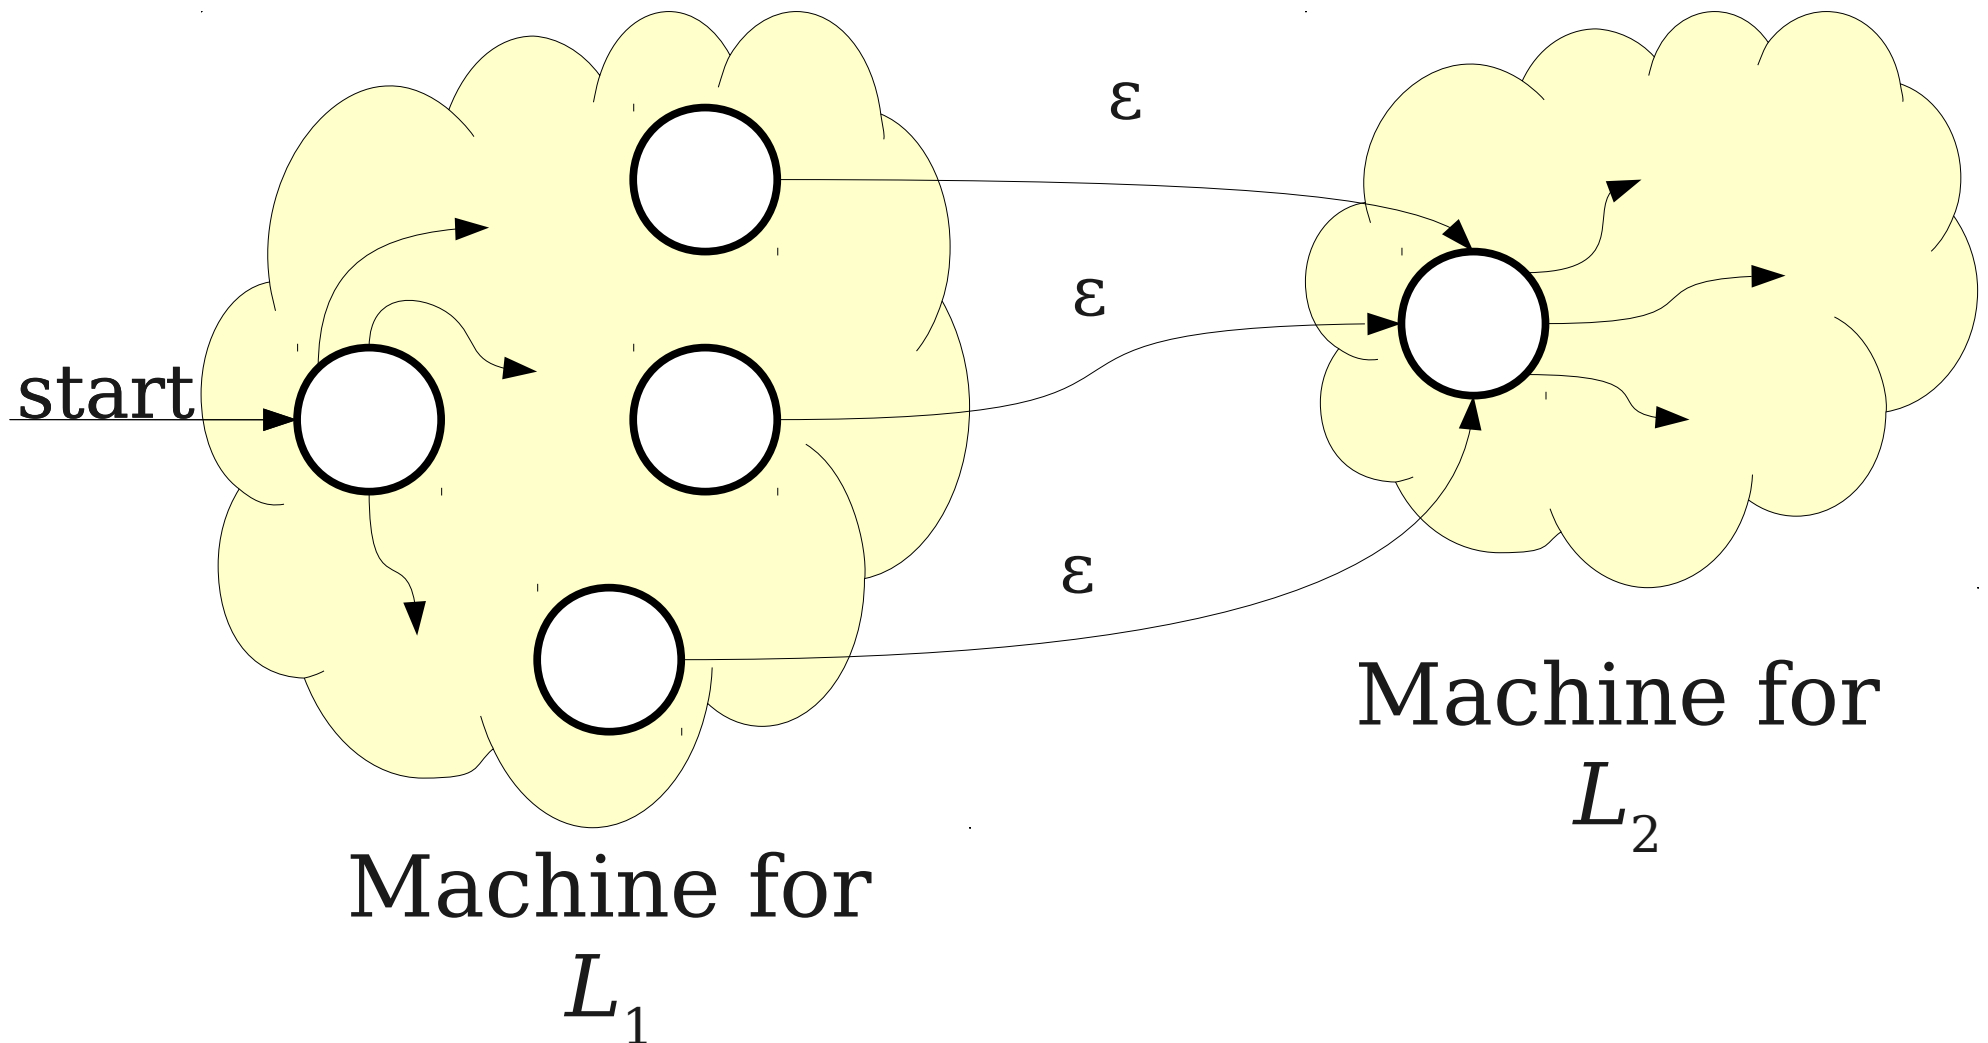 ε
ε
start
ε
Machine for
L₂
Machine for
L₁